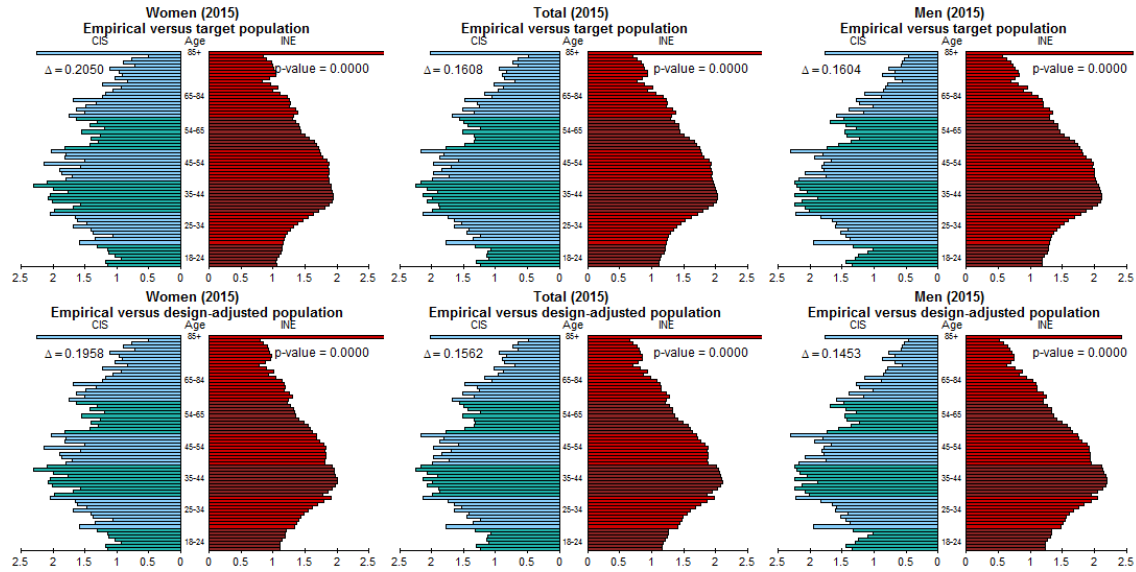 Women (2015)
Empirical versus target population
CIS Age INE
85+
Δ = 0.2050 p-value = 0.0000
65-84
54-65
45-54
35-44
25-34
18-24
2.5 2 1.5 1 0.5 0 0 0.5 1 1.5 2 2.5
Total (2015)
Empirical versus target population
CIS Age INE
85+
Δ = 0.1608 p-value = 0.0000
65-84
54-65
45-54
35-44
25-34
18-24
2.5 2 1.5 1 0.5 0 0 0.5 1 1.5 2 2.5
Men (2015)
Empirical versus target population
CIS Age INE
85+
Δ = 0.1604 p-value = 0.0000
65-84
54-65
45-54
35-44
25-34
18-24
2.5 2 1.5 1 0.5 0 0 0.5 1 1.5 2 2.5
Women (2015)
Empirical versus design-adjusted population
CIS Age INE
85+
Δ = 0.1958 p-value = 0.0000
65-84
54-65
45-54
35-44
25-34
18-24
2.5 2 1.5 1 0.5 0 0 0.5 1 1.5 2 2.5
Total (2015)
Empirical versus design-adjusted population
CIS Age INE
85+
Δ = 0.1562 p-value = 0.0000
65-84
54-65
45-54
35-44
25-34
18-24
2.5 2 1.5 1 0.5 0 0 0.5 1 1.5 2 2.5
Men (2015)
Empirical versus design-adjusted population
CIS Age INE
85+
Δ = 0.1453 p-value = 0.0000
65-84
54-65
45-54
35-44
25-34
18-24
2.5 2 1.5 1 0.5 0 0 0.5 1 1.5 2 2.5